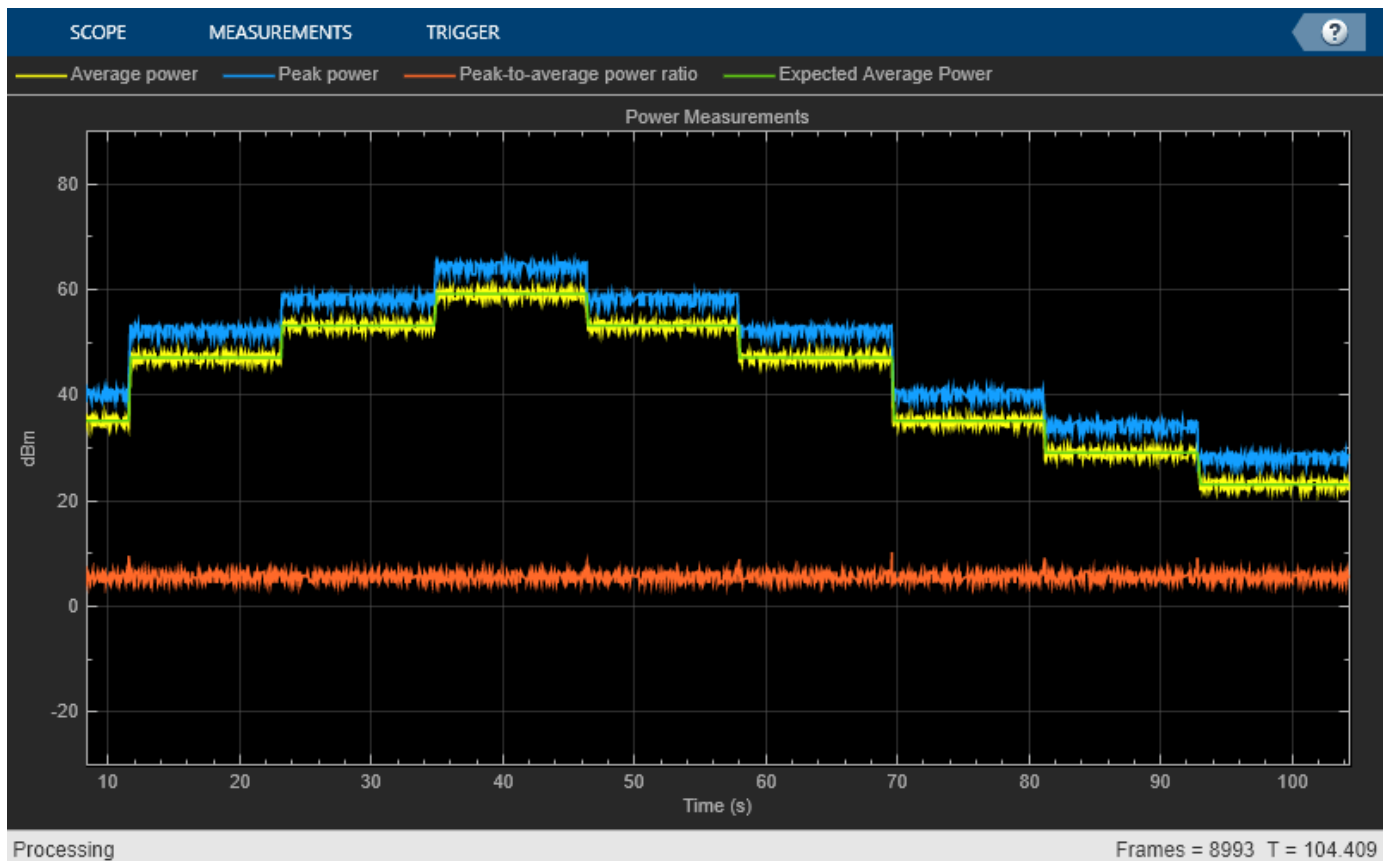 SCOPE MEASUREMENTS TRIGGER ?
Average power Peak power Peak-to-average power ratio Expected Average Power
Power Measurements
80
60
40
20
0
-20
dBm
10 20 30 40 50 60 70 80 90 100
Time (s)
Processing Frames = 8993 T = 104.409